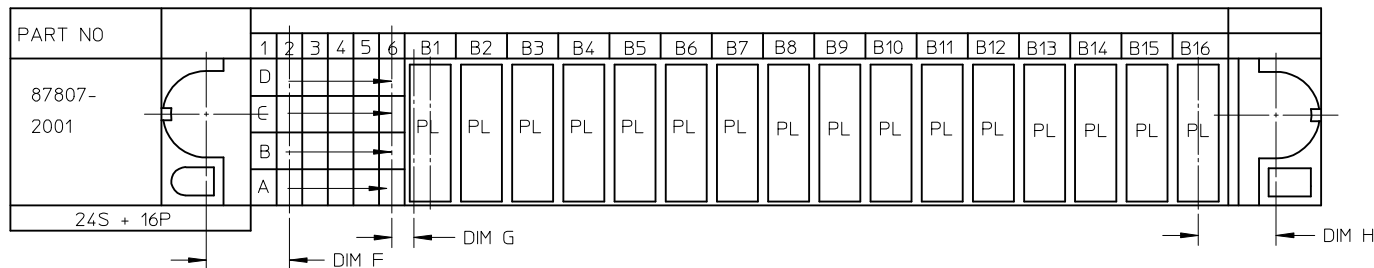 PART NO
1 2 3 4 5 6 B1 B2 B3 B4 B5 B6 B7 B8 B9 B10 B11 B12 B13 B14 B15 B16
87807-
2001
D
C
B
A
PL PL PL PL PL PL PL PL PL PL PL PL PL PL PL PL
24S + 16P
DIM F
DIM G
DIM H